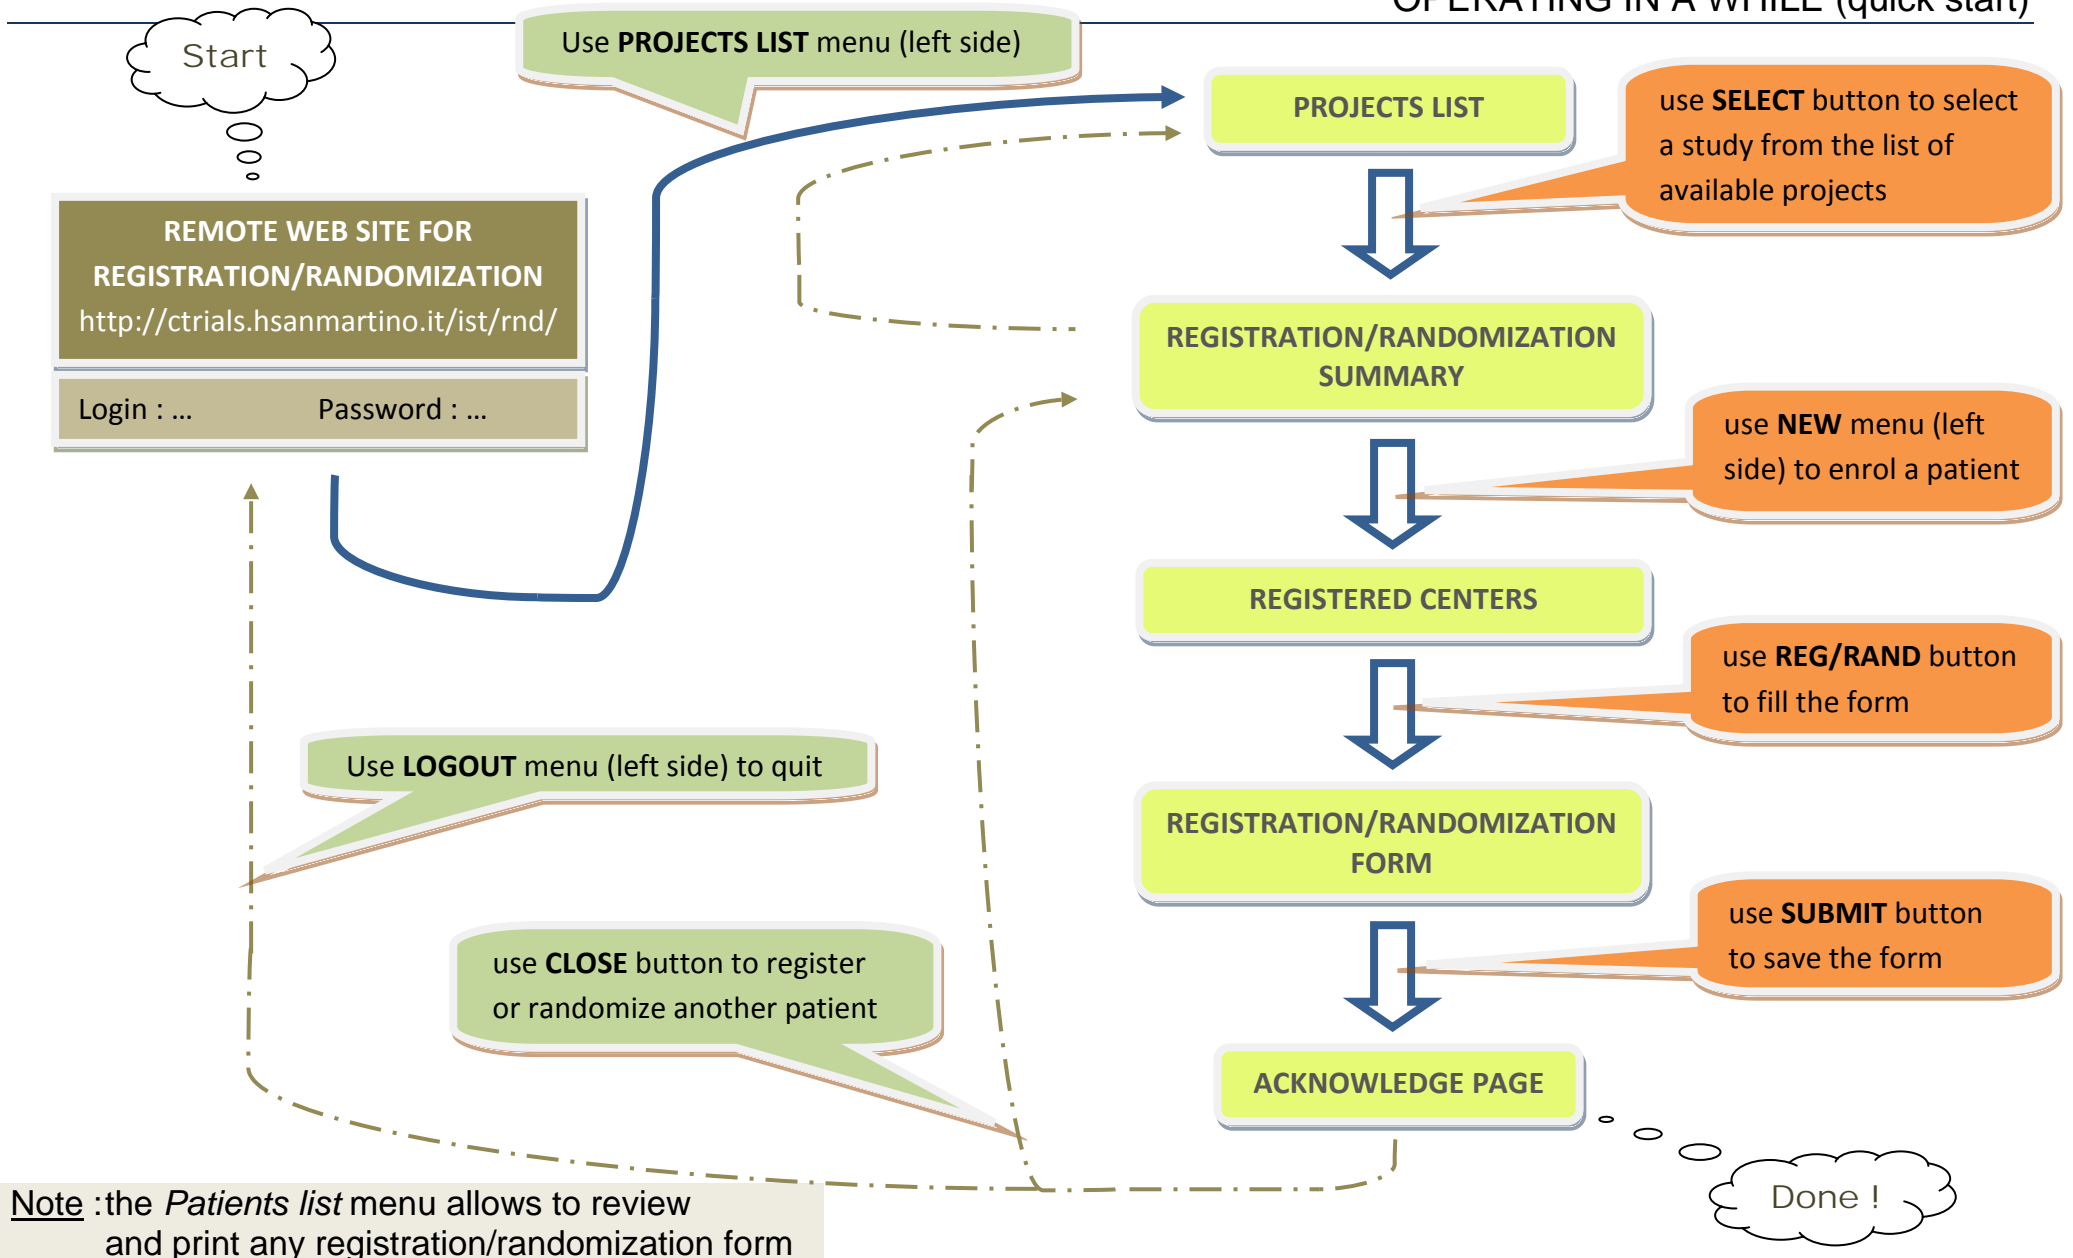 OPERATING IN A WHILE (quick start)
Start
Use PROJECTS LIST menu (left side)
PROJECTS LIST
use SELECT button to select
a study from the list of
available projects
REMOTE WEB SITE FOR
REGISTRATION/RANDOMIZATION
http://ctrials.hsanmartino.it/ist/rnd/
Login : ... Password : ...
REGISTRATION/RANDOMIZATION
SUMMARY
use NEW menu (left
side) to enrol a patient
REGISTERED CENTERS
use REG/RAND button
to fill the form
Use LOGOUT menu (left side) to quit
REGISTRATION/RANDOMIZATION
FORM
use SUBMIT button
to save the form
use CLOSE button to register
or randomize another patient
ACKNOWLEDGE PAGE
Done !
Note : the Patients list menu allows to review
and print any registration/randomization form